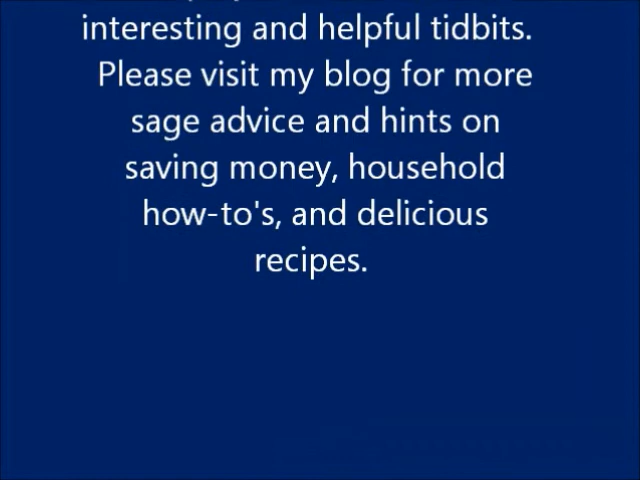 interesting and helpful tidbits.
Please visit my blog for more
sage advice and hints on
saving money, household
how-to's, and delicious
recipes.